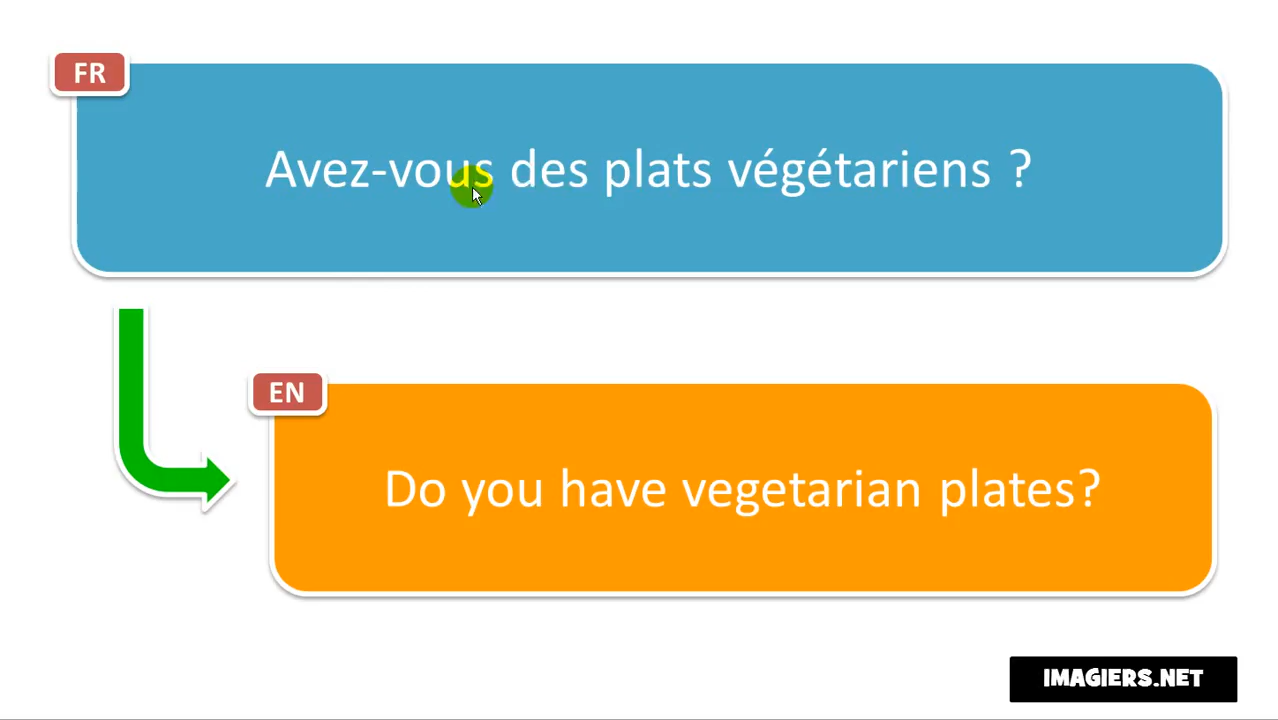 FR
Avez-vous des plats végétariens ?
EN
Do you have vegetarian plates?
IMAGIERS.NET